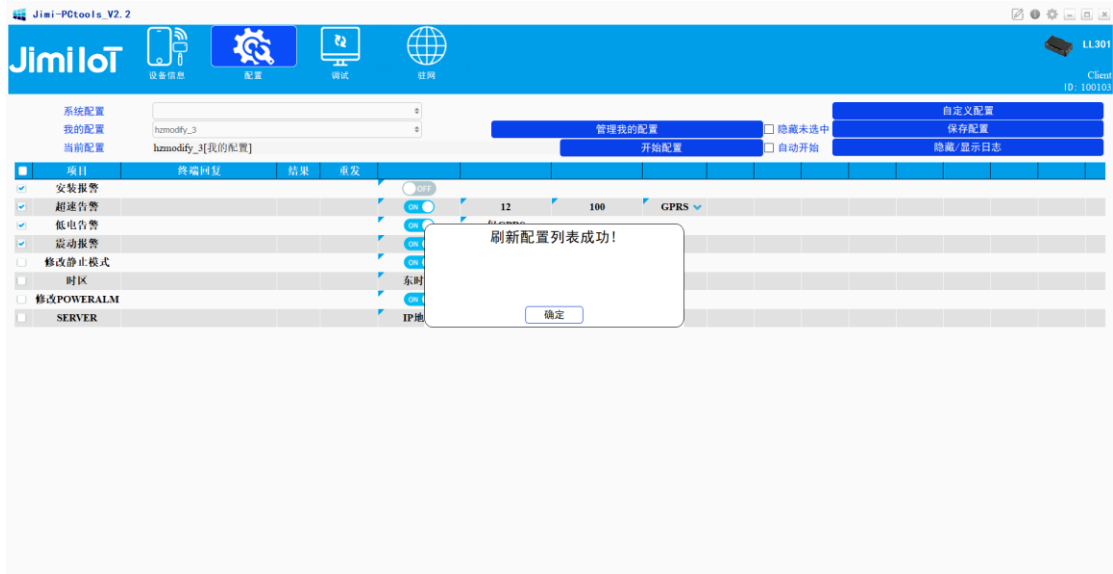 Jimi-PCtools_V2.2
Jimi IoT
设备信息
配置
调试
驻网
LL301
Client
ID: 100103
系统配置
自定义配置
我的配置
hzmodify_3
管理我的配置
隐藏未选中
保存配置
当前配置
hzmodify_3[我的配置]
开始配置
自动开始
隐藏/显示日志
项目 终端回复 结果 重发
安装报警 OFF
超速告警 ON 12 100 GPRS
低电告警 ON
震动报警 ON
修改静止模式 ON
时区 东时
修改POWERALM ON
SERVER IP地
刷新配置列表成功!
确定